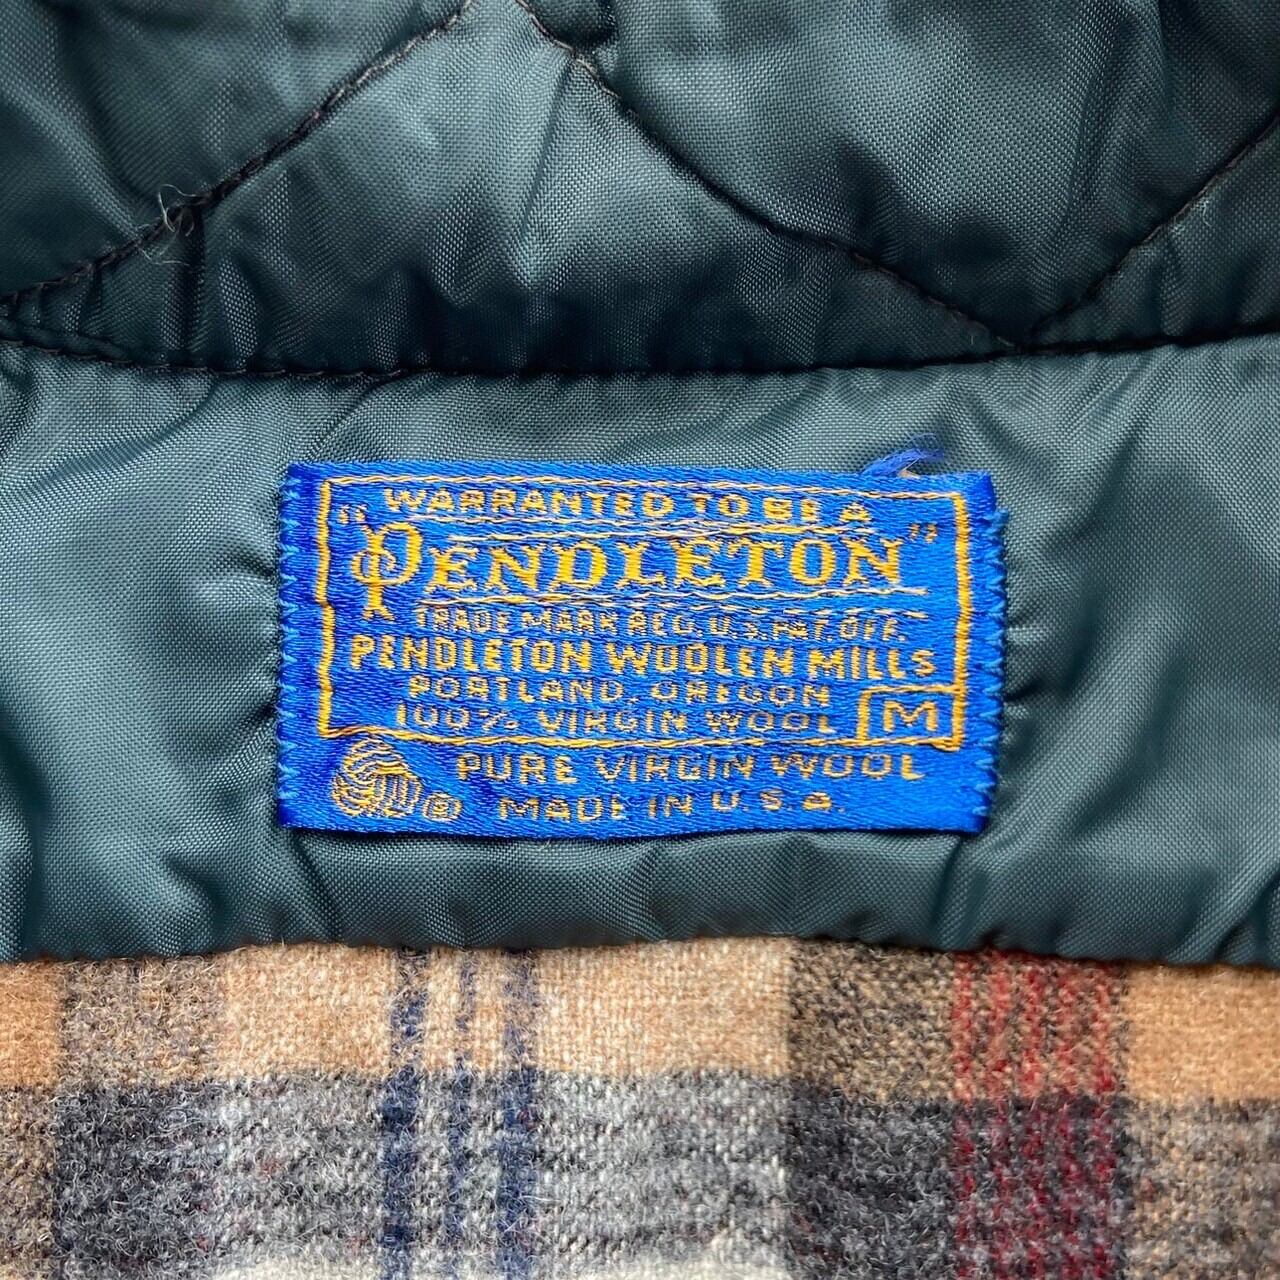 WARRANTED TO BE A
"PENDLETON"
TRADE MARK REG. U.S. PAT. OFF.
PENDLETON WOOLEN MILLS
PORTLAND, OREGON
100% VIRGIN WOOL M
PURE VIRGIN WOOL
® MADE IN U.S.A.